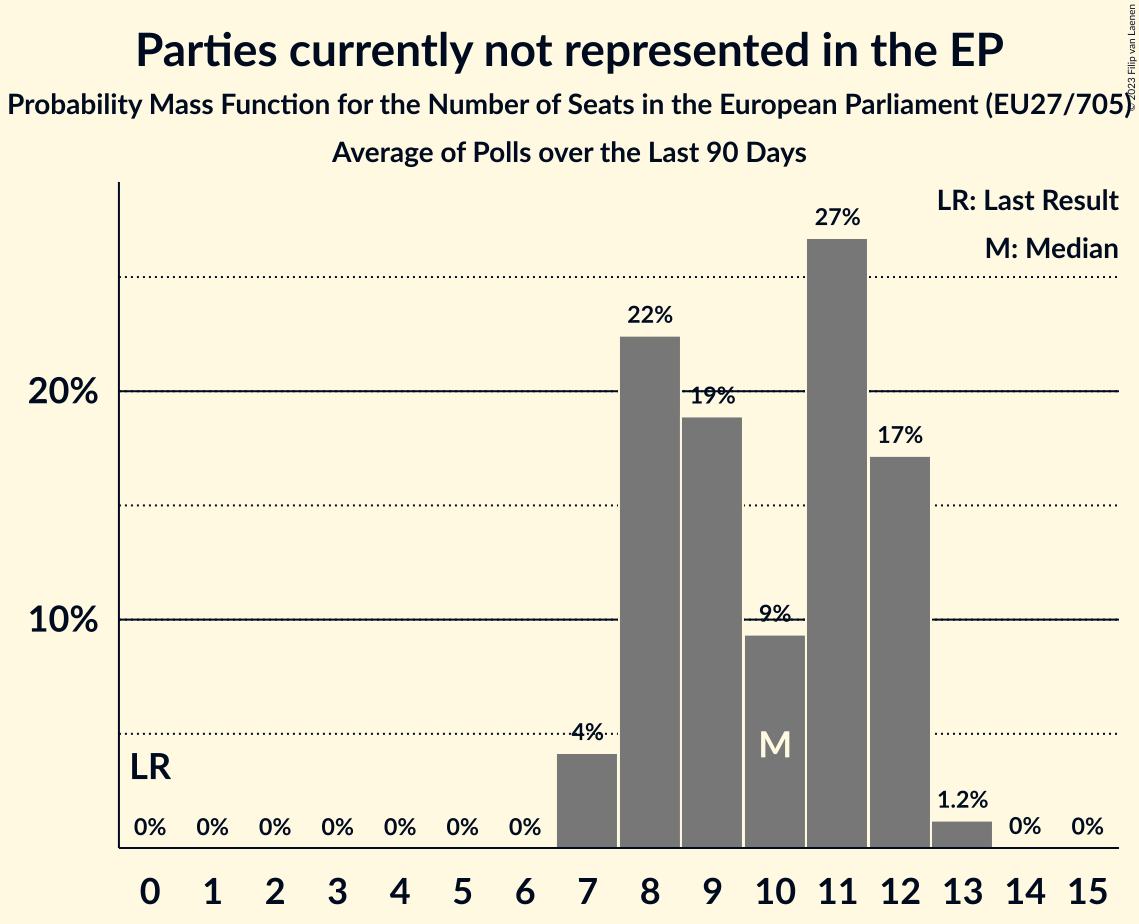 Parties currently not represented in the EP
Probability Mass Function for the Number of Seats in the European Parliament (EU27/705)
Average of Polls over the Last 90 Days
© 2023 Filip van Laenen
LR: Last Result
M: Median
27%
22%
20%
19%
17%
10%
9%
4%
M
LR
1.2%
0% 0% 0% 0% 0% 0% 0% 0% 0%
0 1 2 3 4 5 6 7 8 9 10 11 12 13 14 15